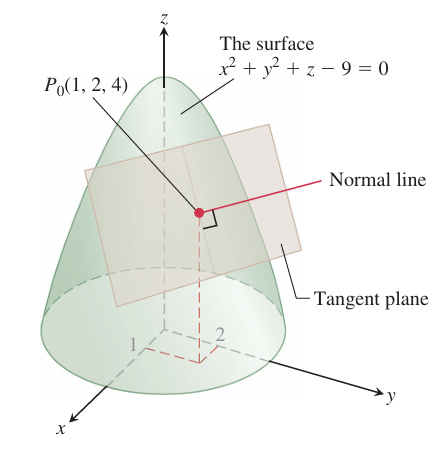 z
The surface
x² + y² + z − 9 = 0
P₀(1, 2, 4)
Normal line
Tangent plane
1
2
y
x